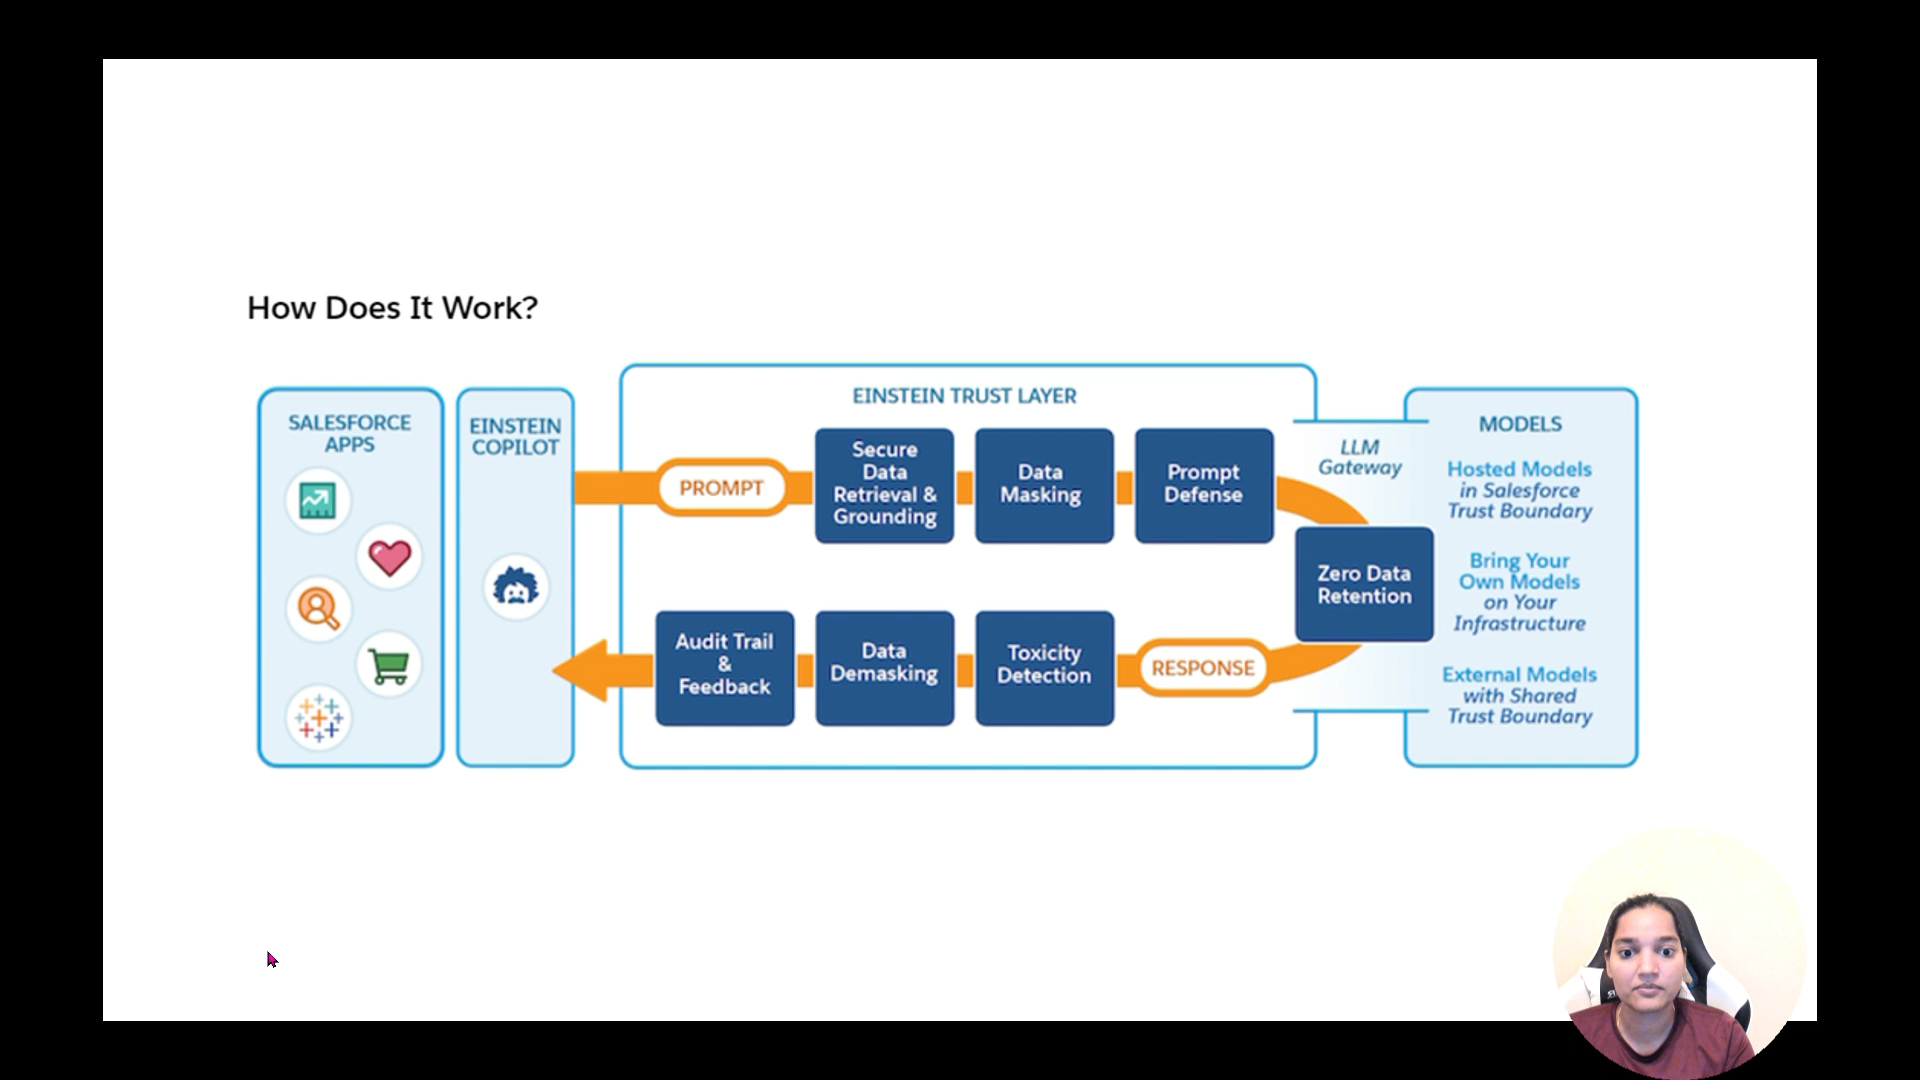 How Does It Work?
SALESFORCE
APPS
EINSTEIN
COPILOT
EINSTEIN TRUST LAYER
PROMPT
Secure
Data
Retrieval &
Grounding
Data
Masking
Prompt
Defense
LLM
Gateway
Zero Data
Retention
RESPONSE
Toxicity
Detection
Data
Demasking
Audit Trail
&
Feedback
MODELS
Hosted Models
in Salesforce
Trust Boundary
Bring Your
Own Models
on Your
Infrastructure
External Models
with Shared
Trust Boundary